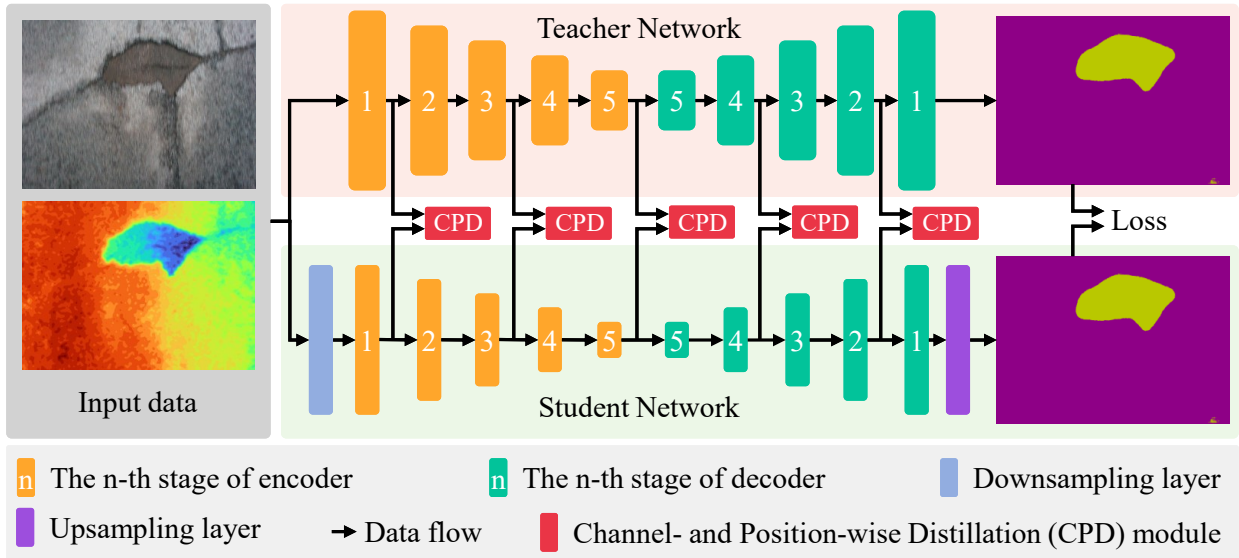 Teacher Network
1 2 3 4 5 5 4 3 2 1
CPD CPD CPD CPD CPD
Loss
1 2 3 4 5 5 4 3 2 1
Input data
Student Network
n The n-th stage of encoder
n The n-th stage of decoder
Downsampling layer
Upsampling layer
Data flow
Channel- and Position-wise Distillation (CPD) module